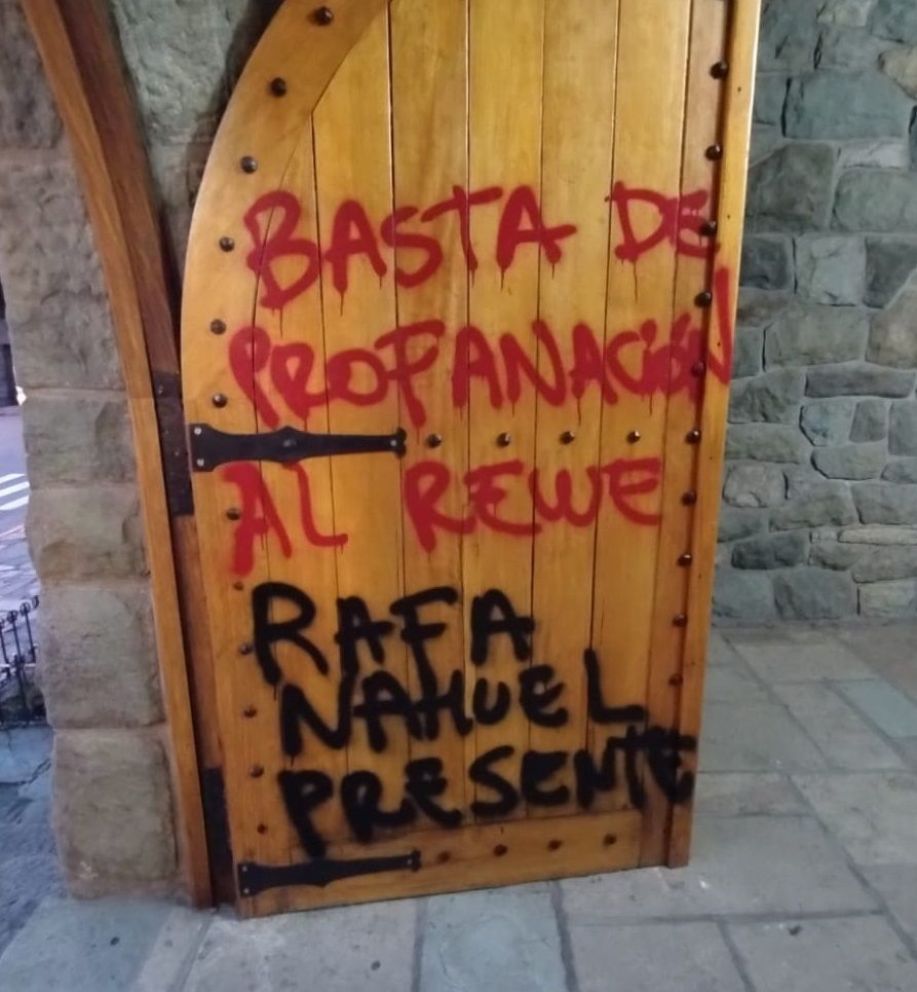 BASTA DE
PROFANACIÓN
AL REWE
RAFA
NAHUEL
PRESENTE